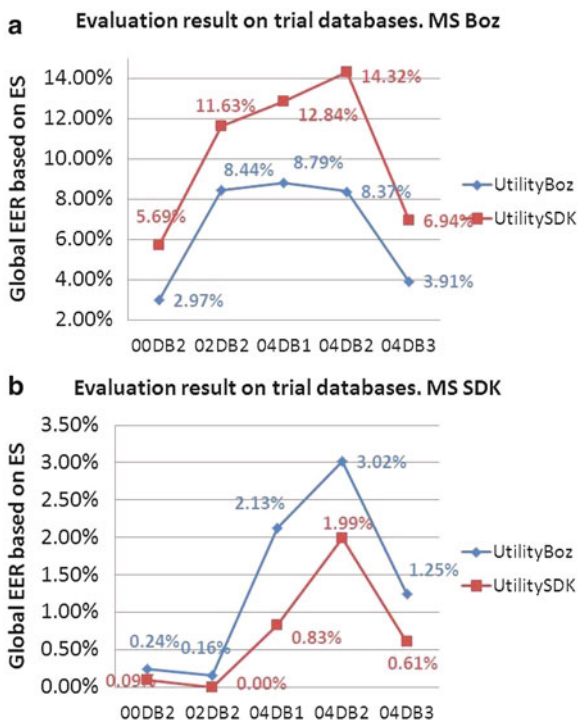 a
Evaluation result on trial databases. MS Boz
Global EER based on ES
14.00%
12.00%
10.00%
8.00%
6.00%
4.00%
2.00%
5.69%
11.63%
12.84%
14.32%
6.94%
2.97%
8.44%
8.79%
8.37%
3.91%
00DB2 02DB2 04DB1 04DB2 04DB3
UtilityBoz
UtilitySDK
b
Evaluation result on trial databases. MS SDK
Global EER based on ES
3.50%
3.00%
2.50%
2.00%
1.50%
1.00%
0.50%
0.00%
0.24%
0.16%
2.13%
3.02%
1.25%
0.09%
0.00%
0.83%
1.99%
0.61%
00DB2 02DB2 04DB1 04DB2 04DB3
UtilityBoz
UtilitySDK